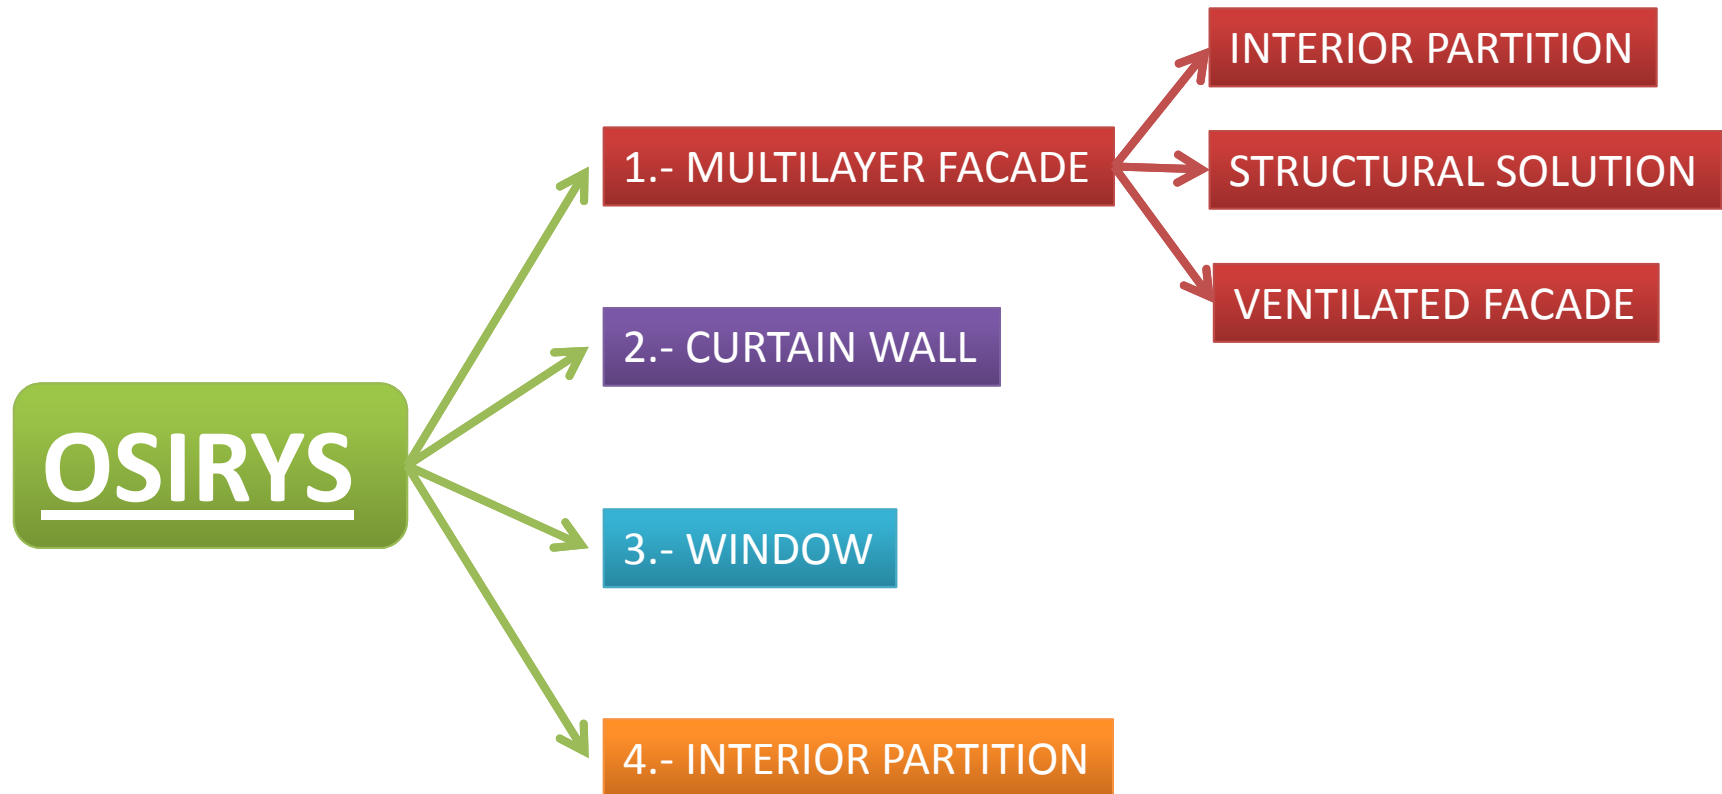 OSIRYS
1.- MULTILAYER FACADE
INTERIOR PARTITION
STRUCTURAL SOLUTION
VENTILATED FACADE
2.- CURTAIN WALL
3.- WINDOW
4.- INTERIOR PARTITION